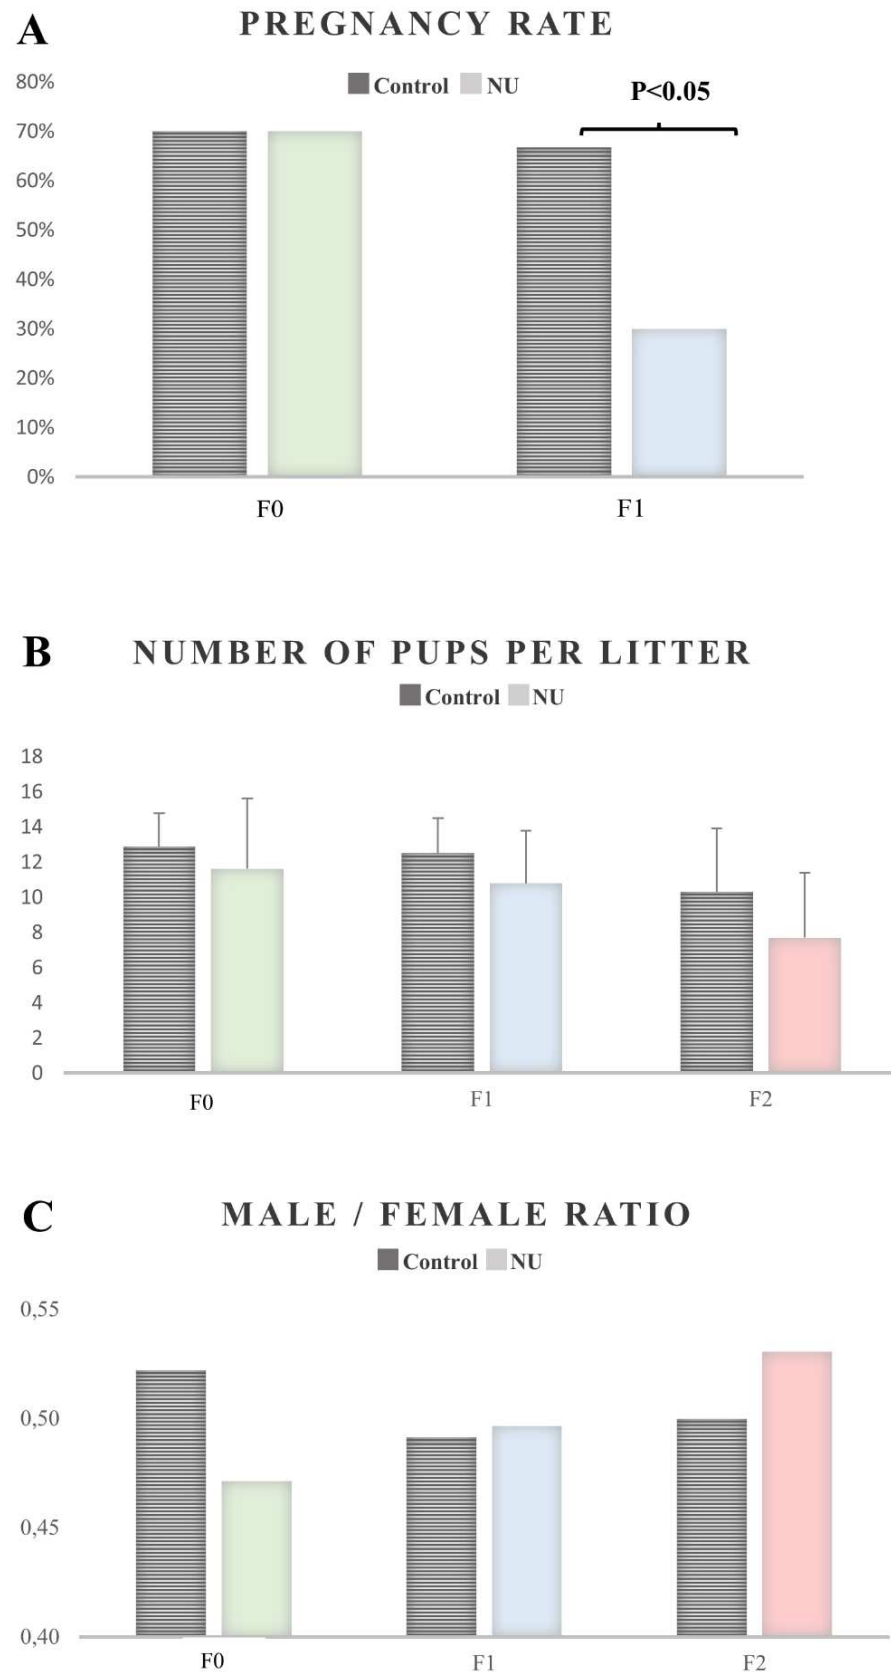 A
PREGNANCY RATE
Control NU
P<0.05
80%
70%
60%
50%
40%
30%
20%
10%
0%
F0 F1
B
NUMBER OF PUPS PER LITTER
Control NU
18
16
14
12
10
8
6
4
2
0
F0 F1 F2
C
MALE / FEMALE RATIO
Control NU
0,55
0,50
0,45
0,40
F0 F1 F2